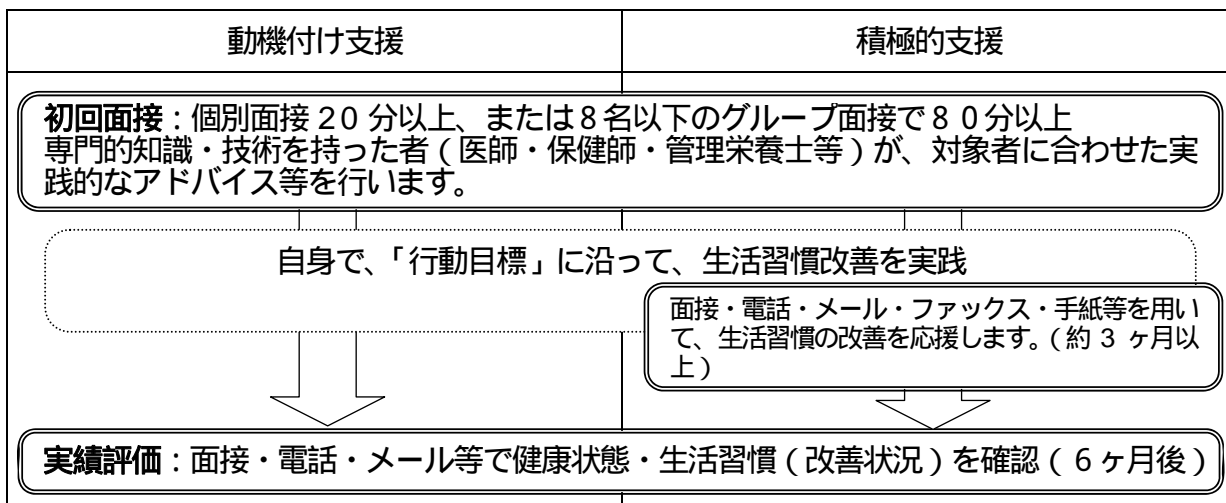 動機付け支援
積極的支援
初回面接：個別面接 20 分以上、または８名以下のグループ面接で８０分以上
専門的知識・技術を持った者（医師・保健師・管理栄養士等）が、対象者に合わせた実
践的なアドバイス等を行います。
自身で、「行動目標」に沿って、生活習慣改善を実践
面接・電話・メール・ファックス・手紙等を用い
て、生活習慣の改善を応援します。（約 3 ヶ月以
上）
実績評価：面接・電話・メール等で健康状態・生活習慣（改善状況）を確認（６ヶ月後）